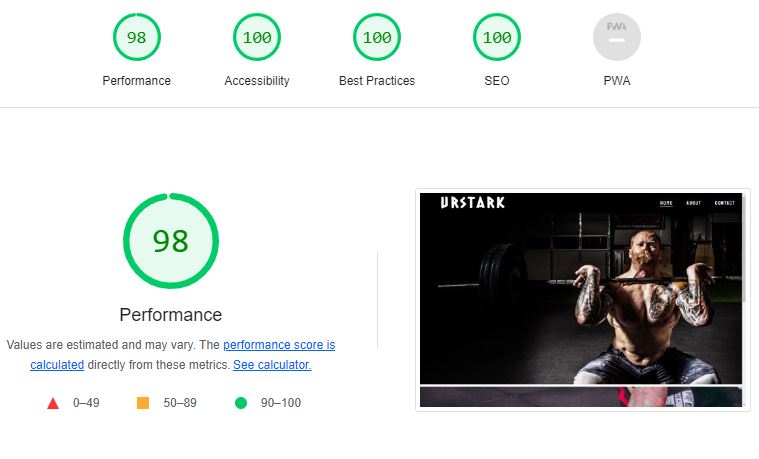 98
100
100
100
PWA
Performance
Accessibility
Best Practices
SEO
PWA
98
Performance
Values are estimated and may vary. The performance score is
calculated directly from these metrics. See calculator.
0–49
50–89
90–100
URSTARK
HOME
ABOUT
CONTACT